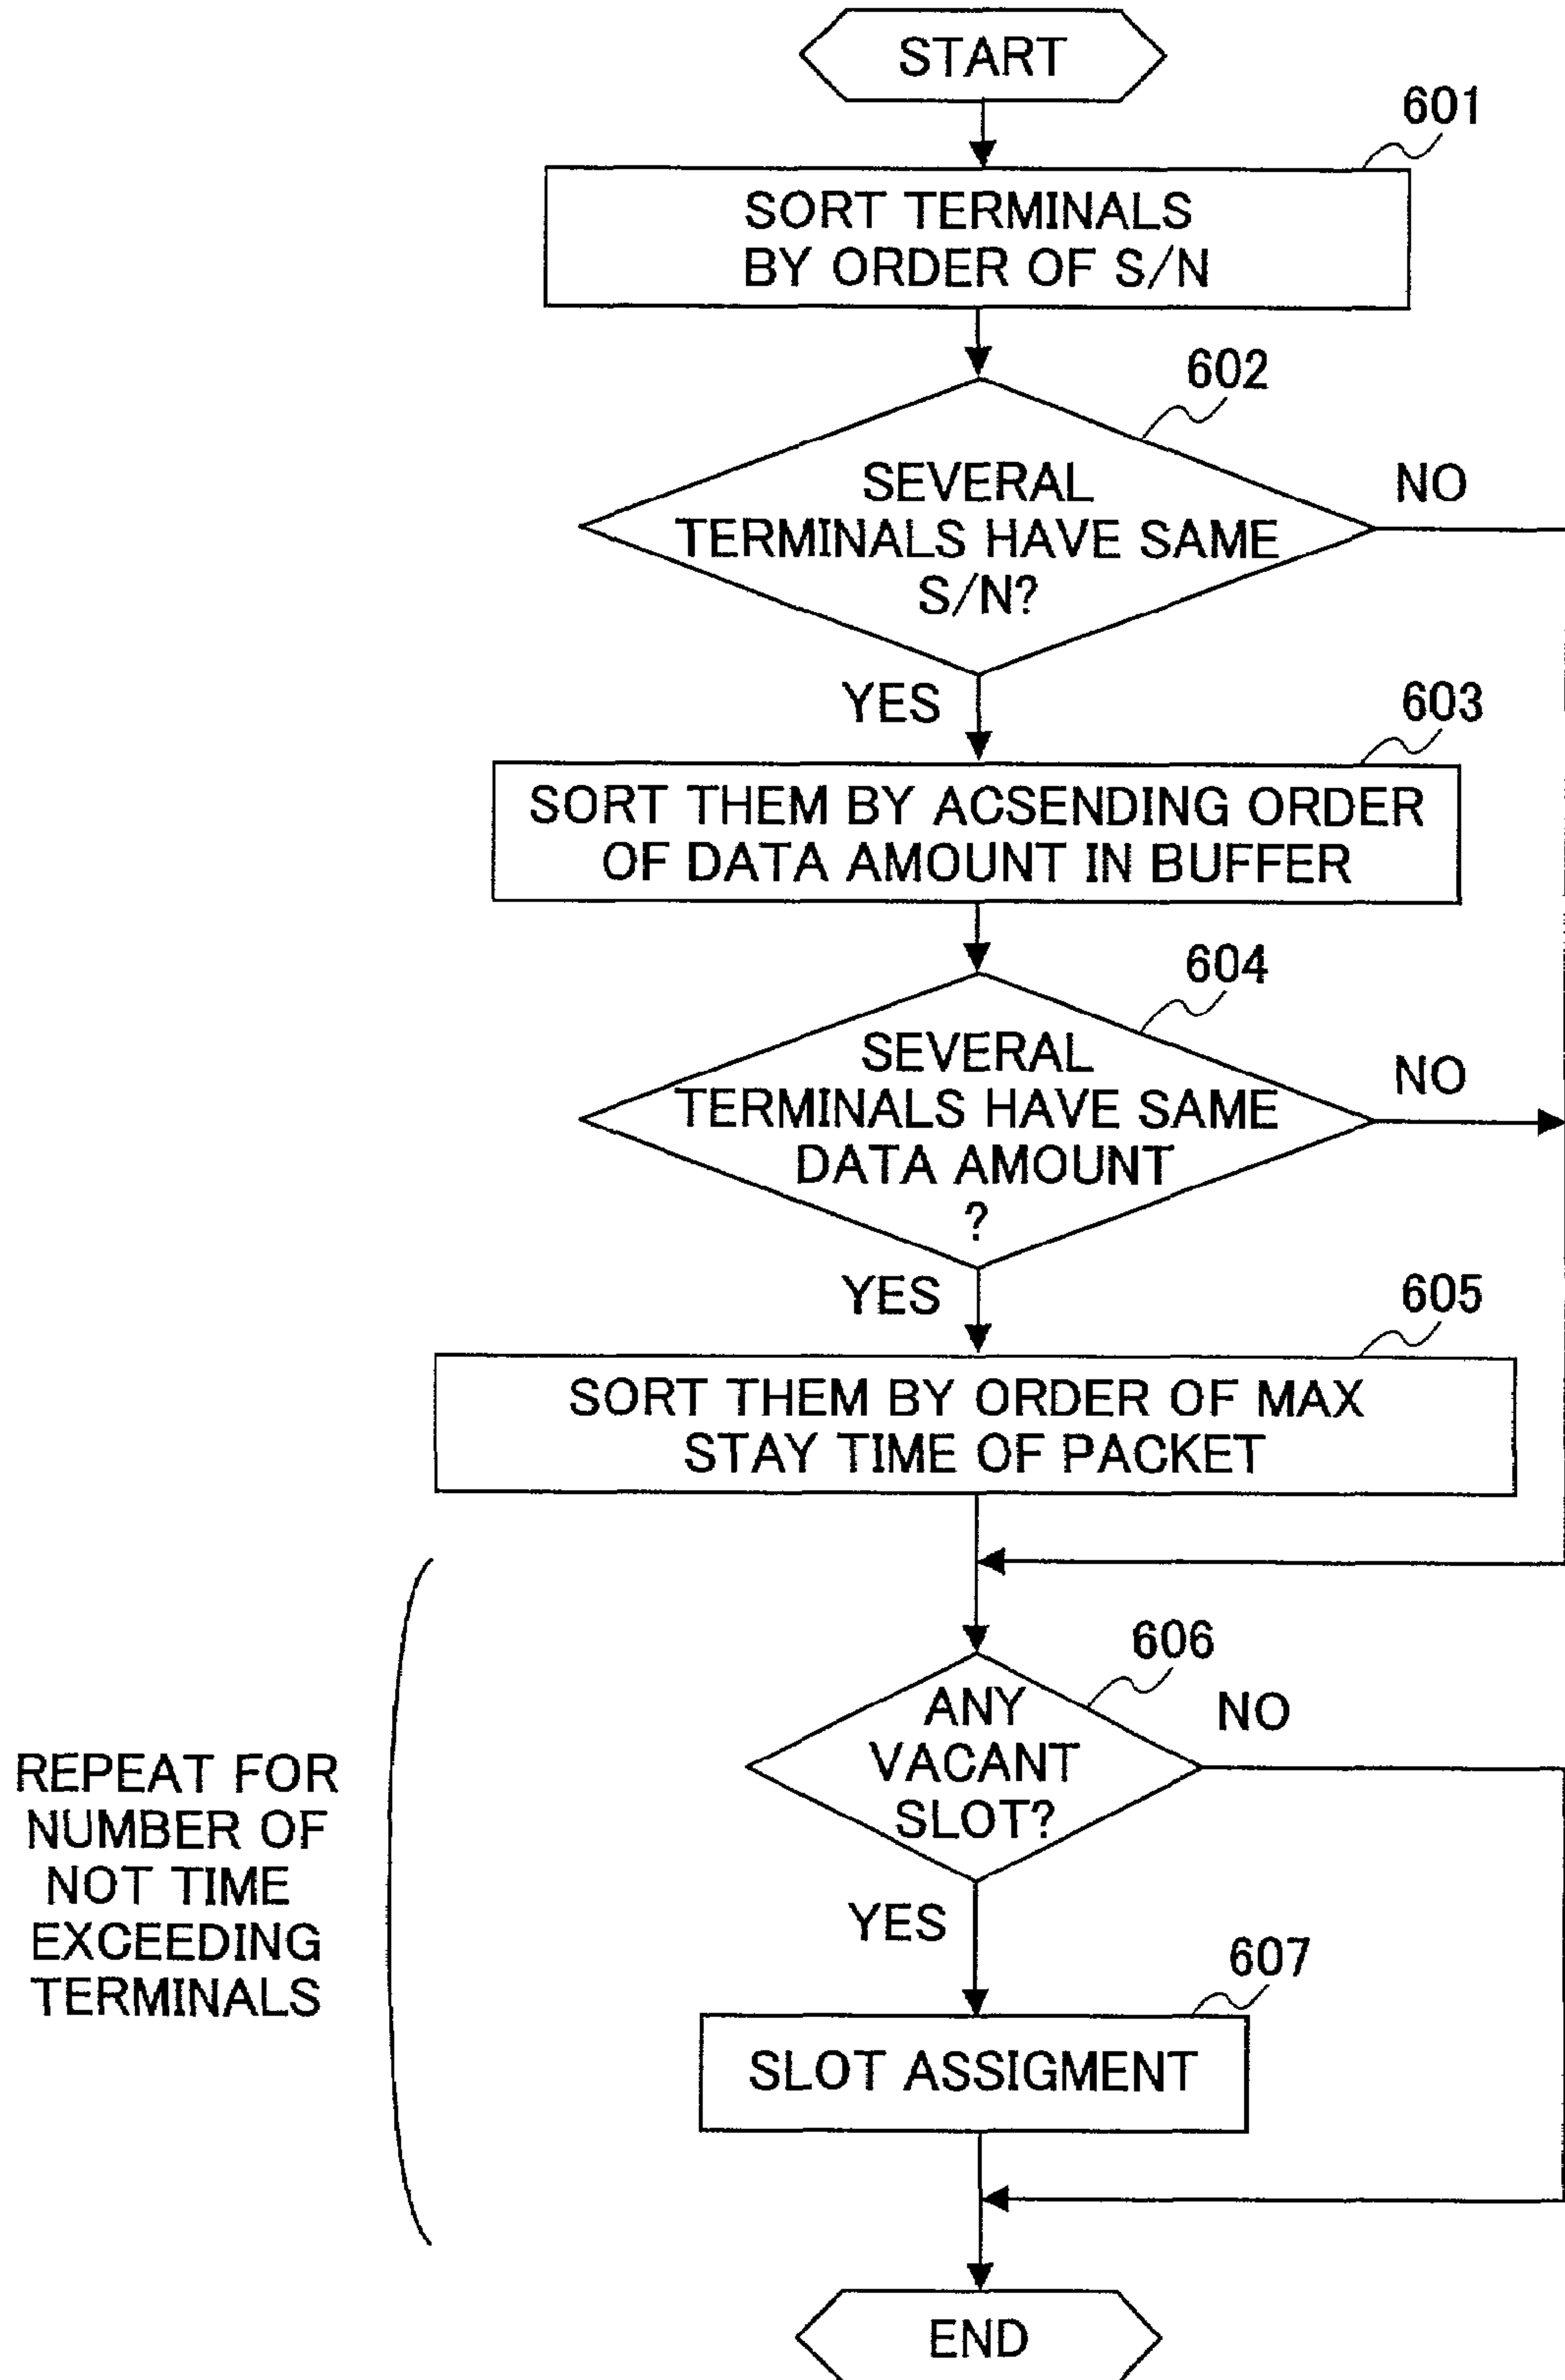 START
601
SORT TERMINALS
BY ORDER OF S/N
602
SEVERAL
TERMINALS HAVE SAME
S/N?
NO
YES
603
SORT THEM BY ACSENDING ORDER
OF DATA AMOUNT IN BUFFER
604
SEVERAL
TERMINALS HAVE SAME
DATA AMOUNT
?
NO
YES
605
SORT THEM BY ORDER OF MAX
STAY TIME OF PACKET
606
ANY
VACANT
SLOT?
NO
REPEAT FOR
NUMBER OF
NOT TIME
EXCEEDING
TERMINALS
YES
607
SLOT ASSIGMENT
END